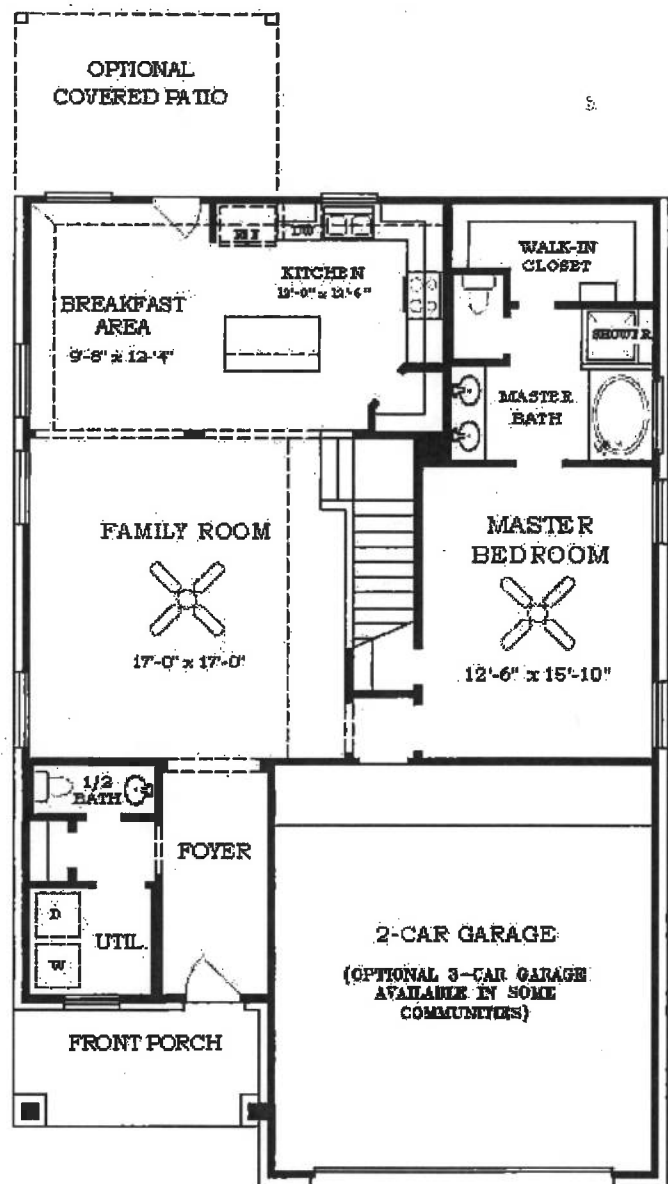 OPTIONAL
COVERED PATIO
DW
WALK-IN
CLOSET
KITCHEN
BREAKFAST
AREA
9'-8" x 12'-4"
SHOWER
MASTER
BATH
FAMILY ROOM
17'-0" x 17'-0"
MASTER
BEDROOM
12'-6" x 15'-10"
1/2
BATH
FOYER
D
W
UTIL.
2-CAR GARAGE
(OPTIONAL 3-CAR GARAGE
AVAILABLE IN SOME
COMMUNITIES)
FRONT PORCH